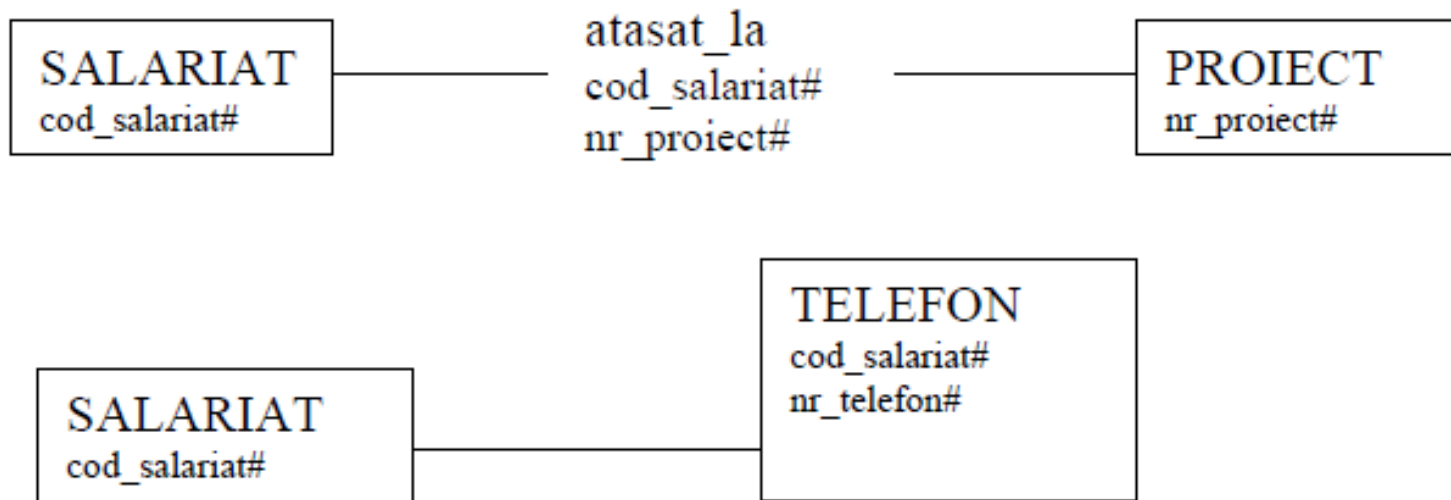 SALARIAT
cod_salariat#
atasat_la
cod_salariat#
nr_proiect#
PROIECT
nr_proiect#
TELEFON
cod_salariat#
nr_telefon#
SALARIAT
cod_salariat#